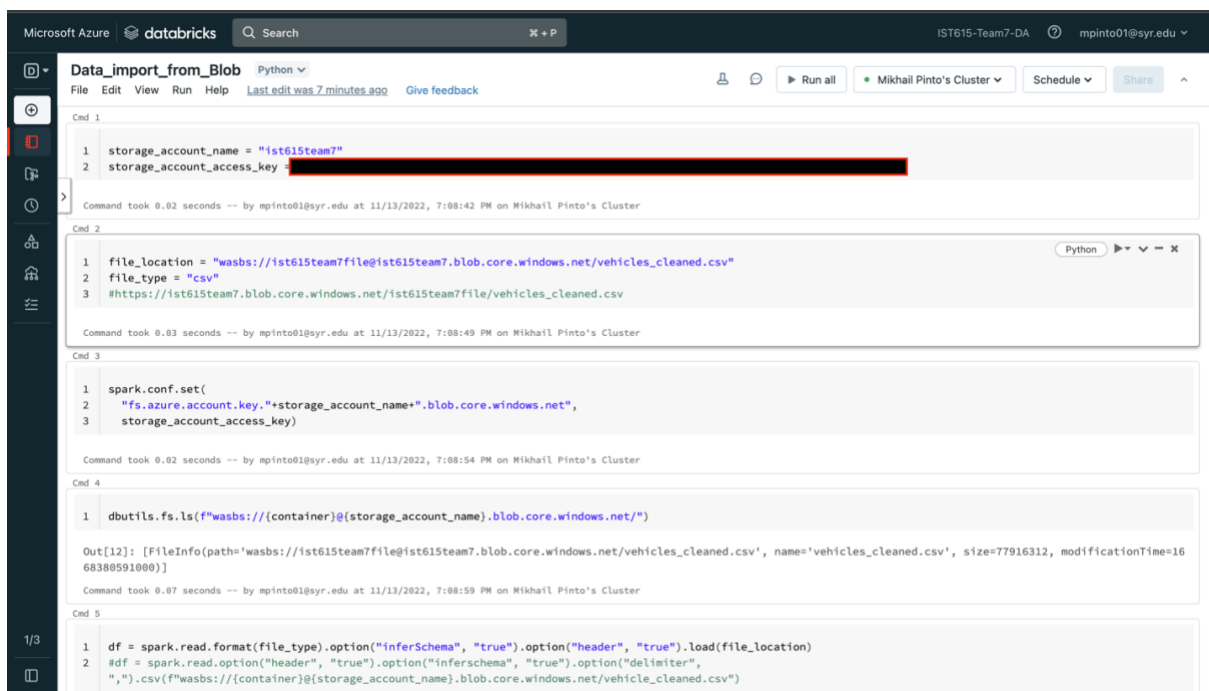 Microsoft Azure databricks Search ⌘ + P IST615-Team7-DA mpinto01@syr.edu
D Data_import_from_Blob Python
File Edit View Run Help Last edit was 7 minutes ago Give feedback Run all Mikhail Pinto's Cluster Schedule Share
Cmd 1
1 storage_account_name = "ist615team7"
2 storage_account_access_key =
Command took 0.02 seconds -- by mpinto01@syr.edu at 11/13/2022, 7:08:42 PM on Mikhail Pinto's Cluster
Cmd 2
Python
1 file_location = "wasbs://ist615team7file@ist615team7.blob.core.windows.net/vehicles_cleaned.csv"
2 file_type = "csv"
3 #https://ist615team7.blob.core.windows.net/ist615team7file/vehicles_cleaned.csv
Command took 0.03 seconds -- by mpinto01@syr.edu at 11/13/2022, 7:08:49 PM on Mikhail Pinto's Cluster
Cmd 3
1 spark.conf.set(
2 "fs.azure.account.key."+storage_account_name+".blob.core.windows.net",
3 storage_account_access_key)
Command took 0.02 seconds -- by mpinto01@syr.edu at 11/13/2022, 7:08:54 PM on Mikhail Pinto's Cluster
Cmd 4
1 dbutils.fs.ls(f"wasbs://{container}@{storage_account_name}.blob.core.windows.net/")
Out[12]: [FileInfo(path='wasbs://ist615team7file@ist615team7.blob.core.windows.net/vehicles_cleaned.csv', name='vehicles_cleaned.csv', size=77916312, modificationTime=16
68380591000)]
Command took 0.07 seconds -- by mpinto01@syr.edu at 11/13/2022, 7:08:59 PM on Mikhail Pinto's Cluster
Cmd 5
1 df = spark.read.format(file_type).option("inferSchema", "true").option("header", "true").load(file_location)
2 #df = spark.read.option("header", "true").option("inferschema", "true").option("delimiter",
",").csv(f"wasbs://{container}@{storage_account_name}.blob.core.windows.net/vehicle_cleaned.csv")
1/3